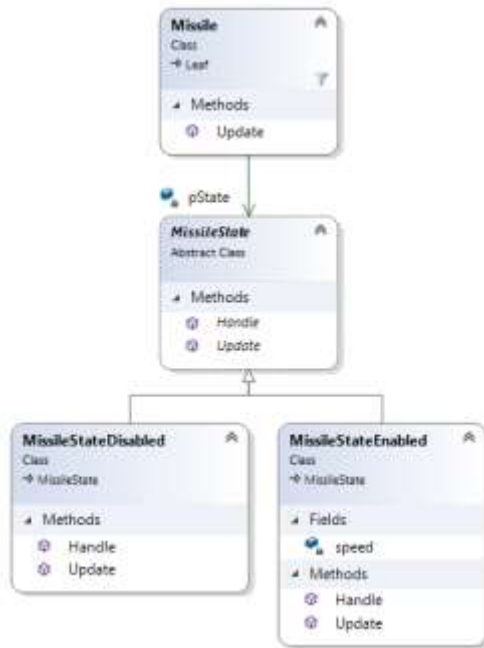 Missile
Class
Leaf
Methods
Update
pState
MissileState
Abstract Class
Methods
Handle
Update
MissileStateDisabled
Class
MissileState
Methods
Handle
Update
MissileStateEnabled
Class
MissileState
Fields
speed
Methods
Handle
Update